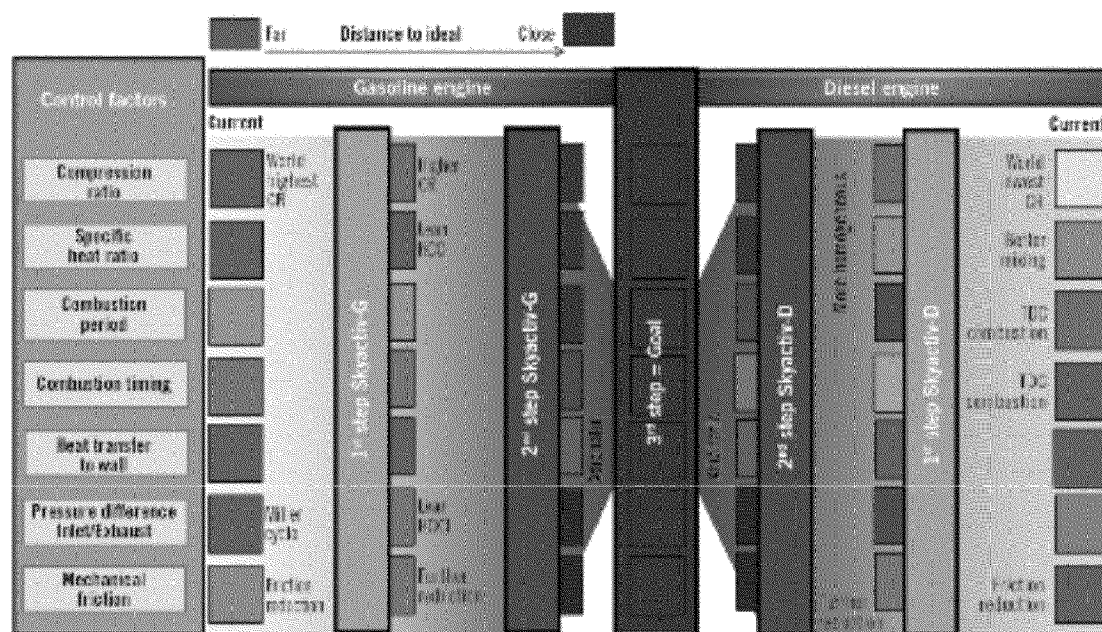 Far Distance to ideal Close
Gasoline engine
Diesel engine
Control factors
Current
Current
Compression
ratio
World
highest
CR
Higher
CR
World
CR
Specific
heat ratio
Lean
Better
mixing
Combustion
period
TDC
combustion
Combustion timing
TDC
combustion
Heat transfer
to wall
Pressure difference
Inlet/Exhaust
Miller
cycle
Lean
Mechanical
friction
Friction
reduction
Further
reduction
Friction
reduction
1st step Skyactiv-G
2nd step Skyactiv-G
3rd step = Goal
2nd step Skyactiv-D
1st step Skyactiv-D